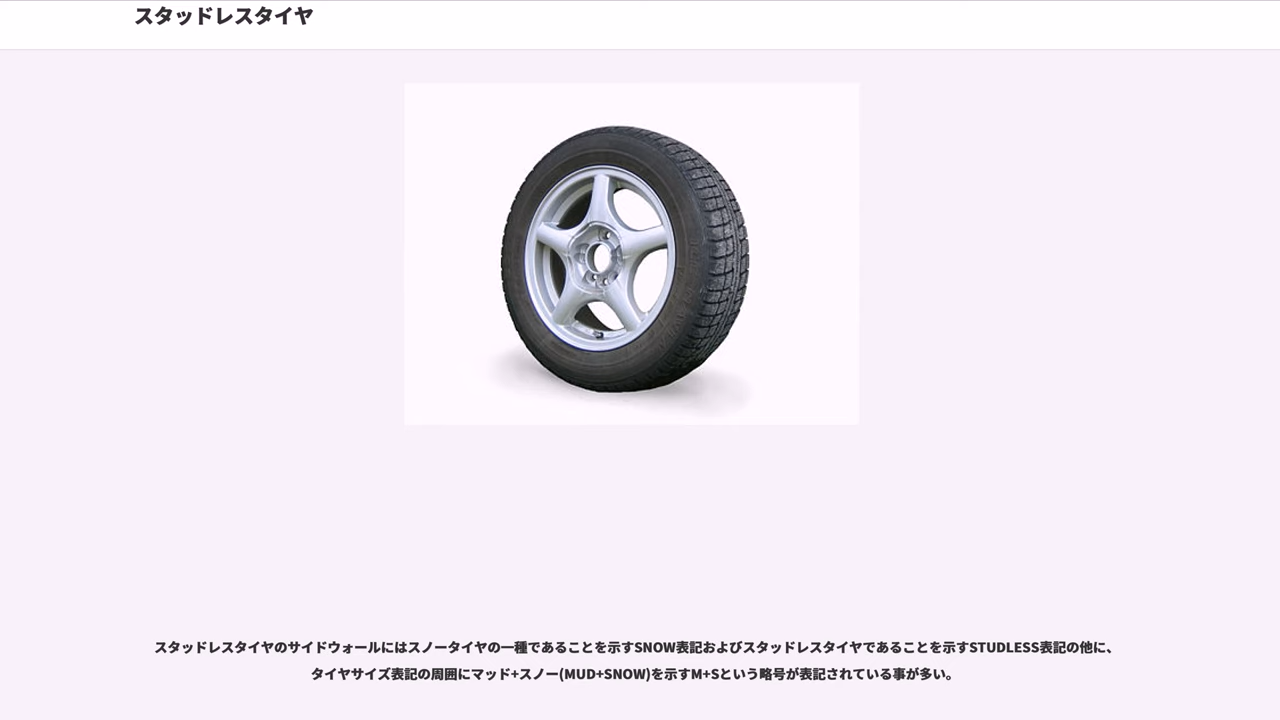 スタッドレスタイヤ
スタッドレスタイヤのサイドウォールにはスノータイヤの一種であることを示すSNOW表記およびスタッドレスタイヤであることを示すSTUDLESS表記の他に、
タイヤサイズ表記の周囲にマッド+スノー(MUD+SNOW)を示すM+Sという略号が表記されている事が多い。